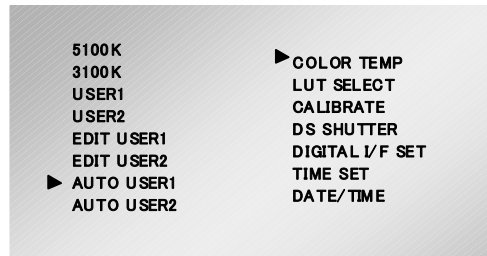 5100K
3100K
USER1
USER2
EDIT USER1
EDIT USER2
AUTO USER1
AUTO USER2
COLOR TEMP
LUT SELECT
CALIBRATE
DS SHUTTER
DIGITAL I/F SET
TIME SET
DATE/TIME